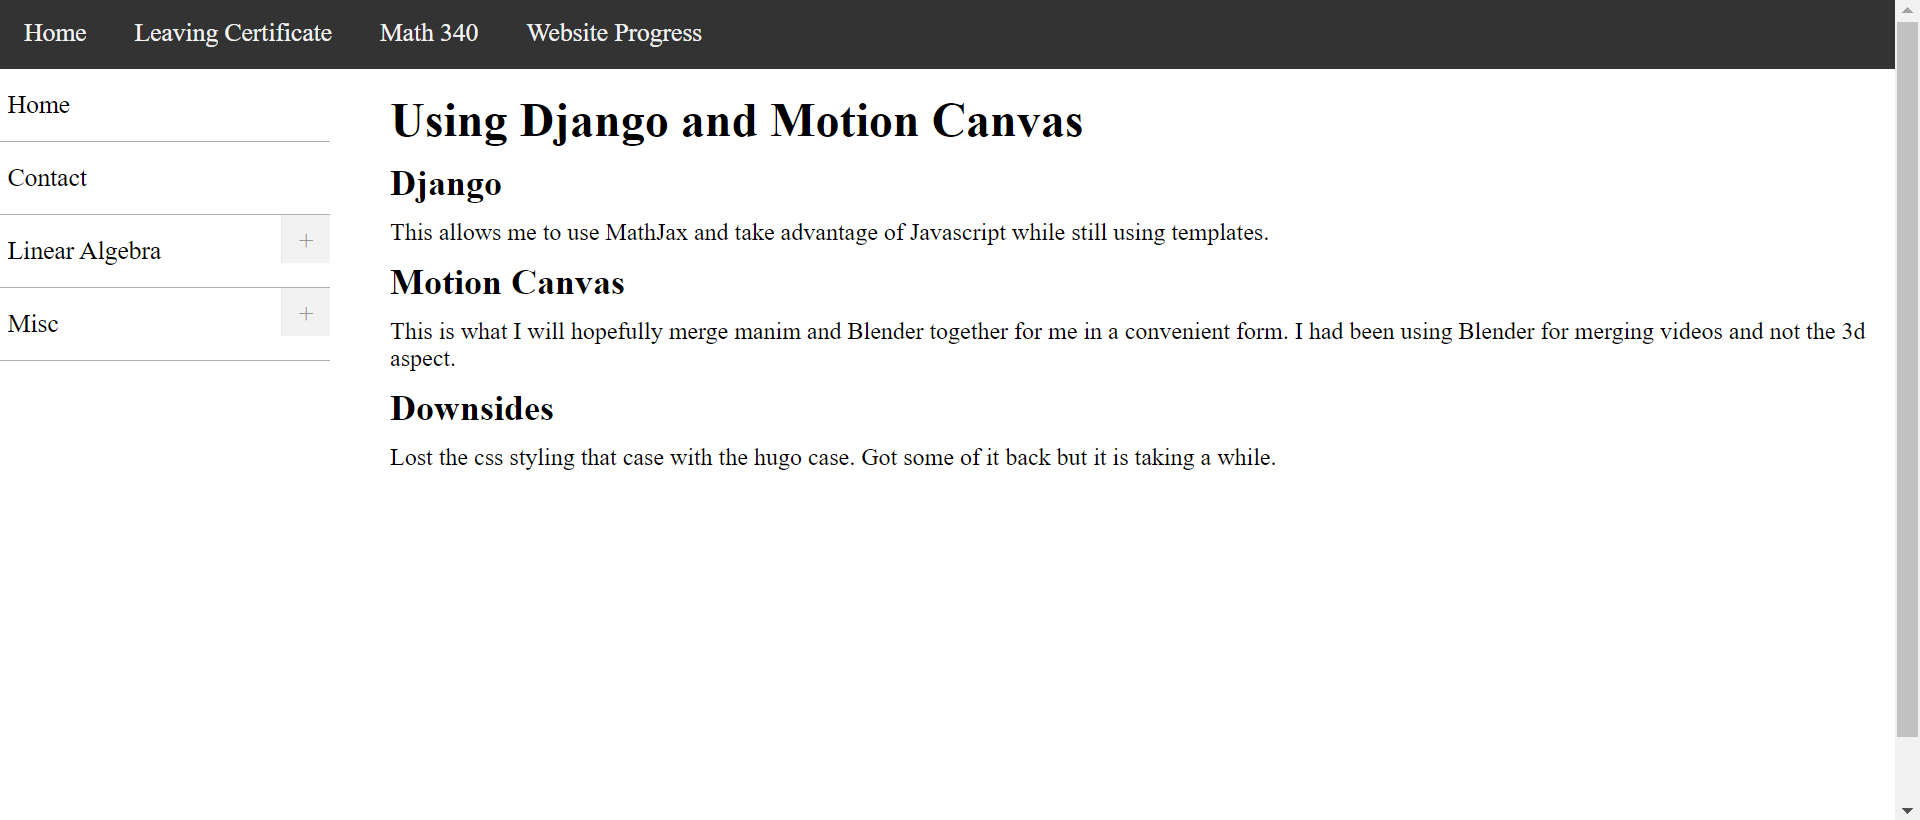 Home Leaving Certificate Math 340 Website Progress
Home
Contact
Linear Algebra +
Misc +
Using Django and Motion Canvas
Django
This allows me to use MathJax and take advantage of Javascript while still using templates.
Motion Canvas
This is what I will hopefully merge manim and Blender together for me in a convenient form. I had been using Blender for merging videos and not the 3d
aspect.
Downsides
Lost the css styling that case with the hugo case. Got some of it back but it is taking a while.